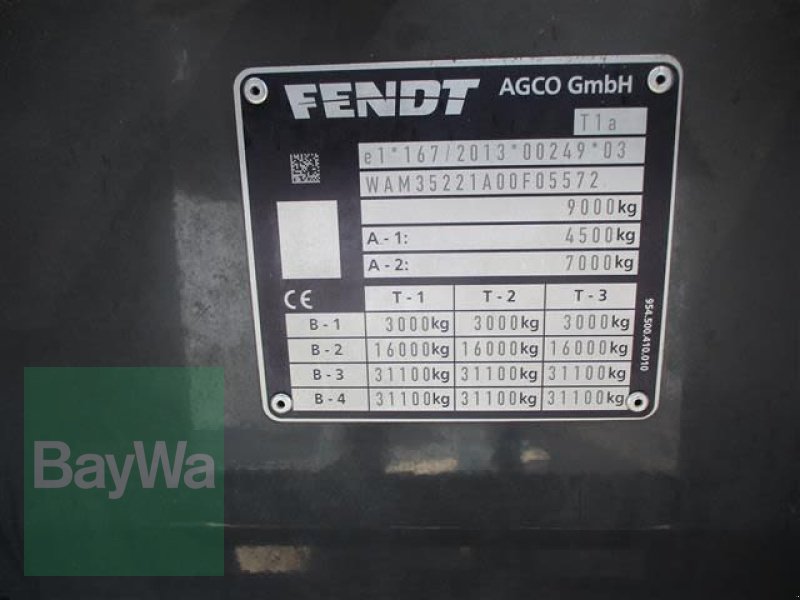 FENDT AGCO GmbH
T1a
e1*167/2013*00249*03
WAM35221A00F05572
9000kg
A - 1: 4500kg
A - 2: 7000kg
CE T - 1 T - 2 T - 3
B - 1 3000kg 3000kg 3000kg
B - 2 16000kg 16000kg 16000kg
B - 3 31100kg 31100kg 31100kg
B - 4 31100kg 31100kg 31100kg
954.500.410.010
BayWa